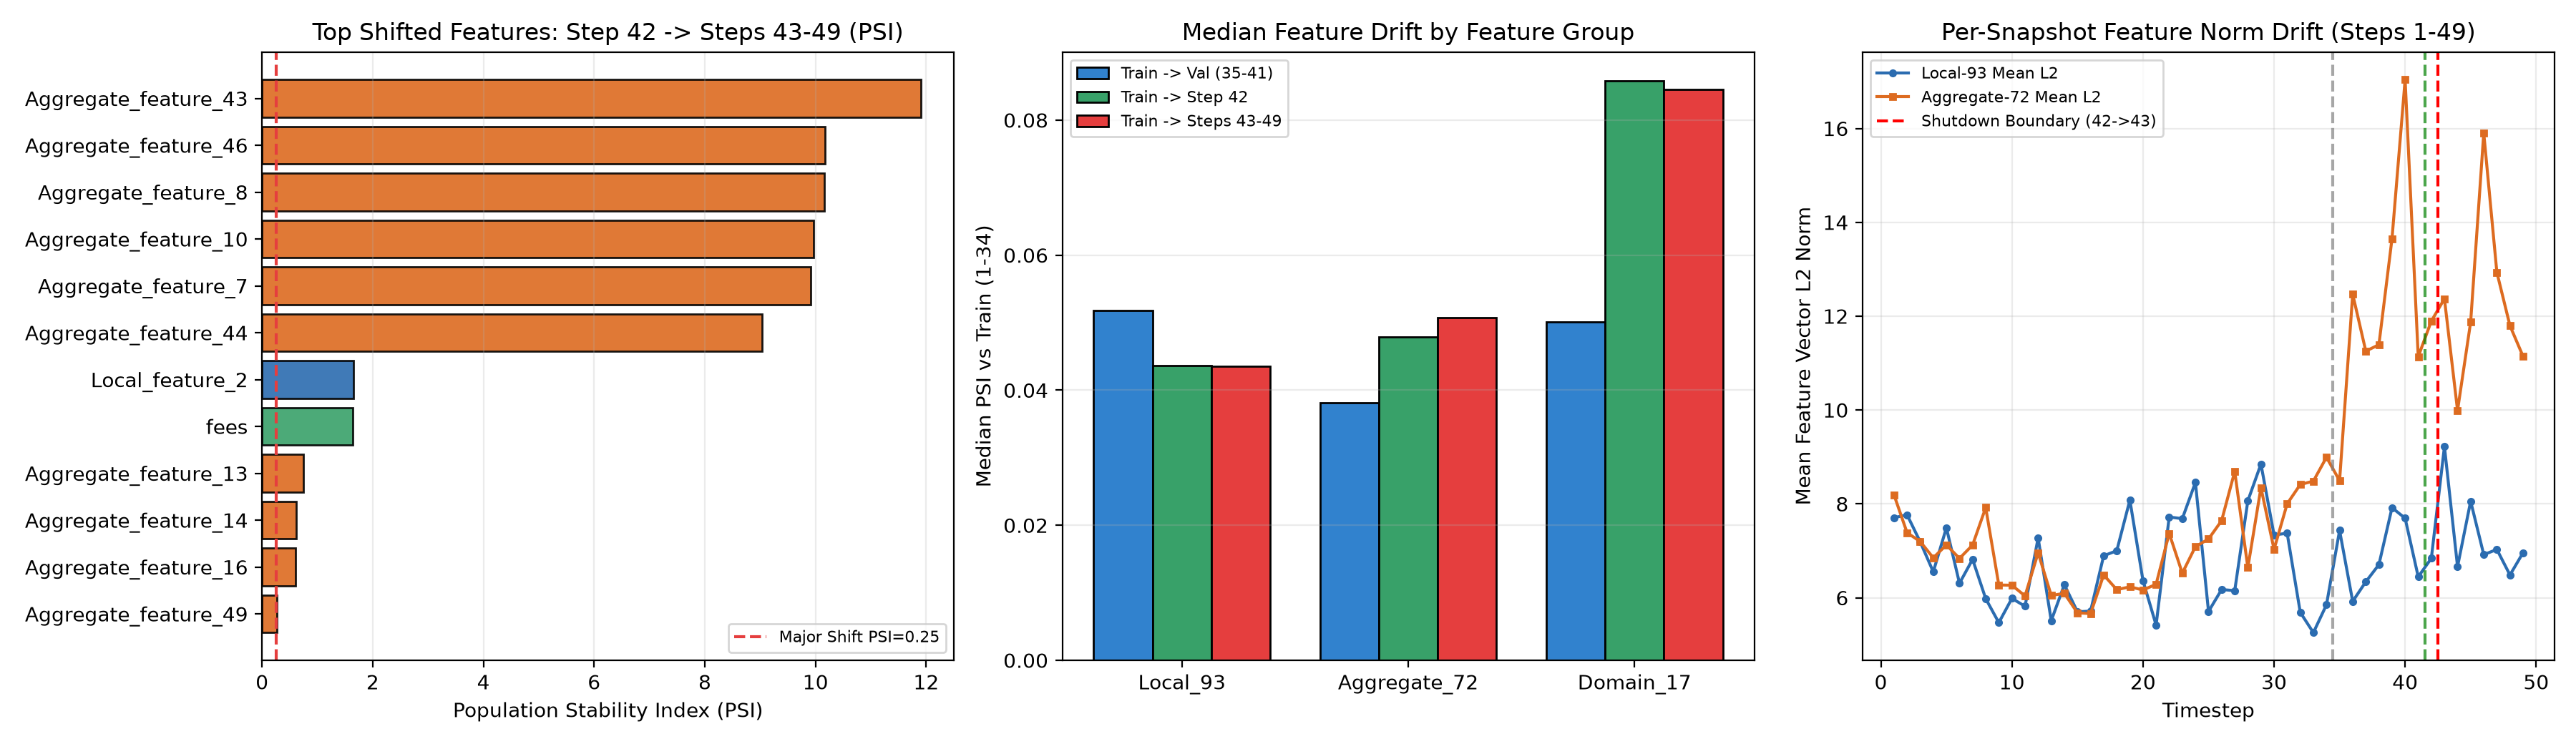 Top Shifted Features: Step 42 -> Steps 43-49 (PSI)
Aggregate_feature_43
Aggregate_feature_46
Aggregate_feature_8
Aggregate_feature_10
Aggregate_feature_7
Aggregate_feature_44
Local_feature_2
fees
Aggregate_feature_13
Aggregate_feature_14
Aggregate_feature_16
Aggregate_feature_49
Major Shift PSI=0.25
0 2 4 6 8 10 12
Population Stability Index (PSI)
Median Feature Drift by Feature Group
Train -> Val (35-41)
Train -> Step 42
Train -> Steps 43-49
Median PSI vs Train (1-34)
0.08
0.06
0.04
0.02
0.00
Local_93 Aggregate_72 Domain_17
Per-Snapshot Feature Norm Drift (Steps 1-49)
Local-93 Mean L2
Aggregate-72 Mean L2
Shutdown Boundary (42->43)
Mean Feature Vector L2 Norm
16
14
12
10
8
6
0 10 20 30 40 50
Timestep